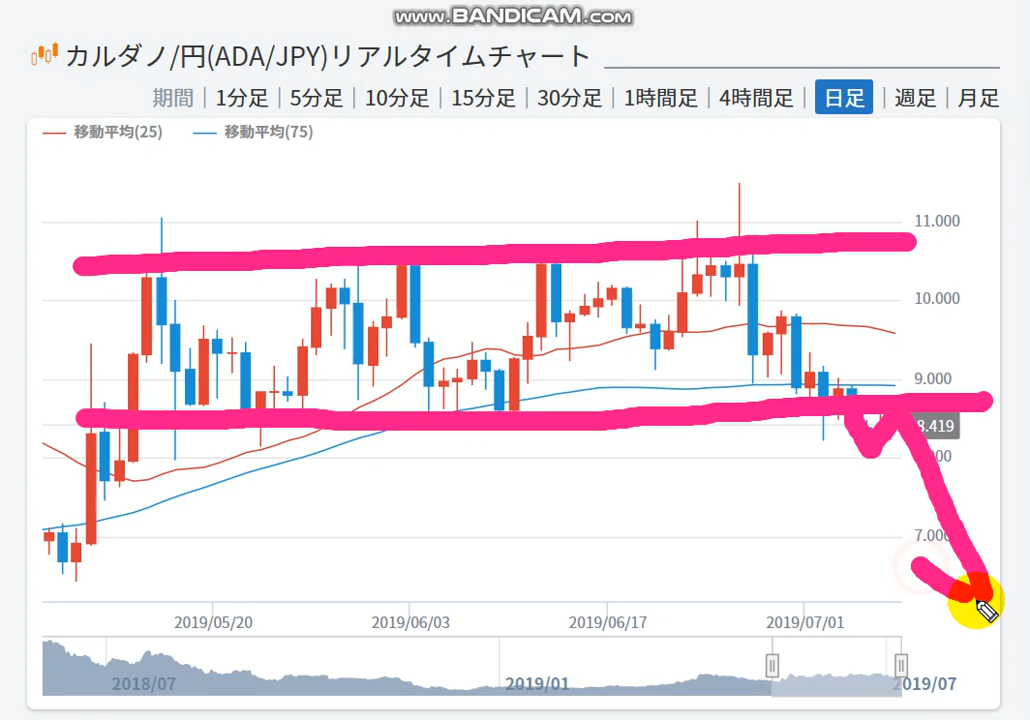 www.BANDICAM.com
カルダノ/円(ADA/JPY)リアルタイムチャート
期間 | 1分足 | 5分足 | 10分足 | 15分足 | 30分足 | 1時間足 | 4時間足 | 日足 | 週足 | 月足
移動平均(25) 移動平均(75)
11.000
10.000
9.000
8.419
7.000
2019/05/20 2019/06/03 2019/06/17 2019/07/01
2018/07 2019/01 2019/07